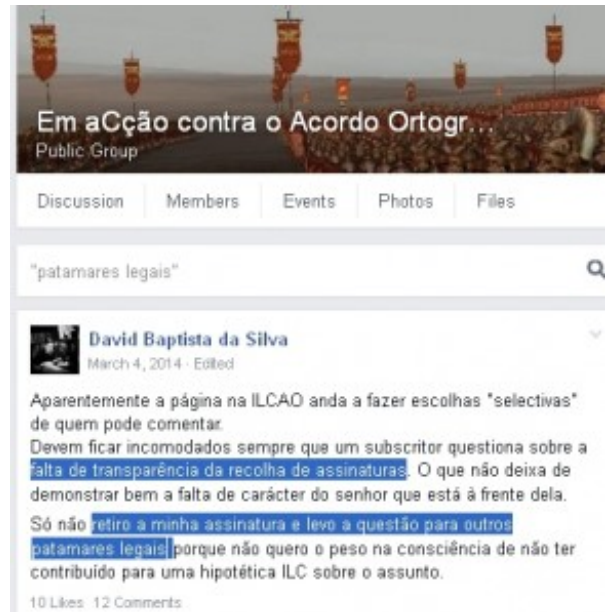 Em aCção contra o Acordo Ortogr...
Public Group
Discussion Members Events Photos Files
"patamares legais"
David Baptista da Silva
March 4, 2014 · Edited
Aparentemente a página na ILCAO anda a fazer escolhas "selectivas"
de quem pode comentar.
Devem ficar incomodados sempre que um subscritor questiona sobre a
falta de transparência da recolha de assinaturas. O que não deixa de
demonstrar bem a falta de carácter do senhor que está à frente dela.
Só não retiro a minha assinatura e levo a questão para outros
patamares legais porque não quero o peso na consciência de não ter
contribuído para uma hipotética ILC sobre o assunto.
10 Likes 12 Comments